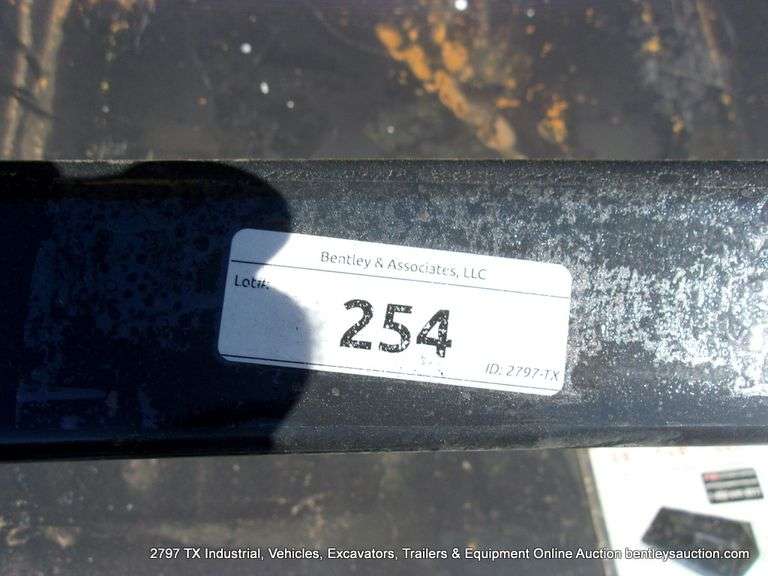 Bentley & Associates, LLC
Lot#:
254
ID: 2797-TX
2797 TX Industrial, Vehicles, Excavators, Trailers & Equipment Online Auction bentleysauction.com